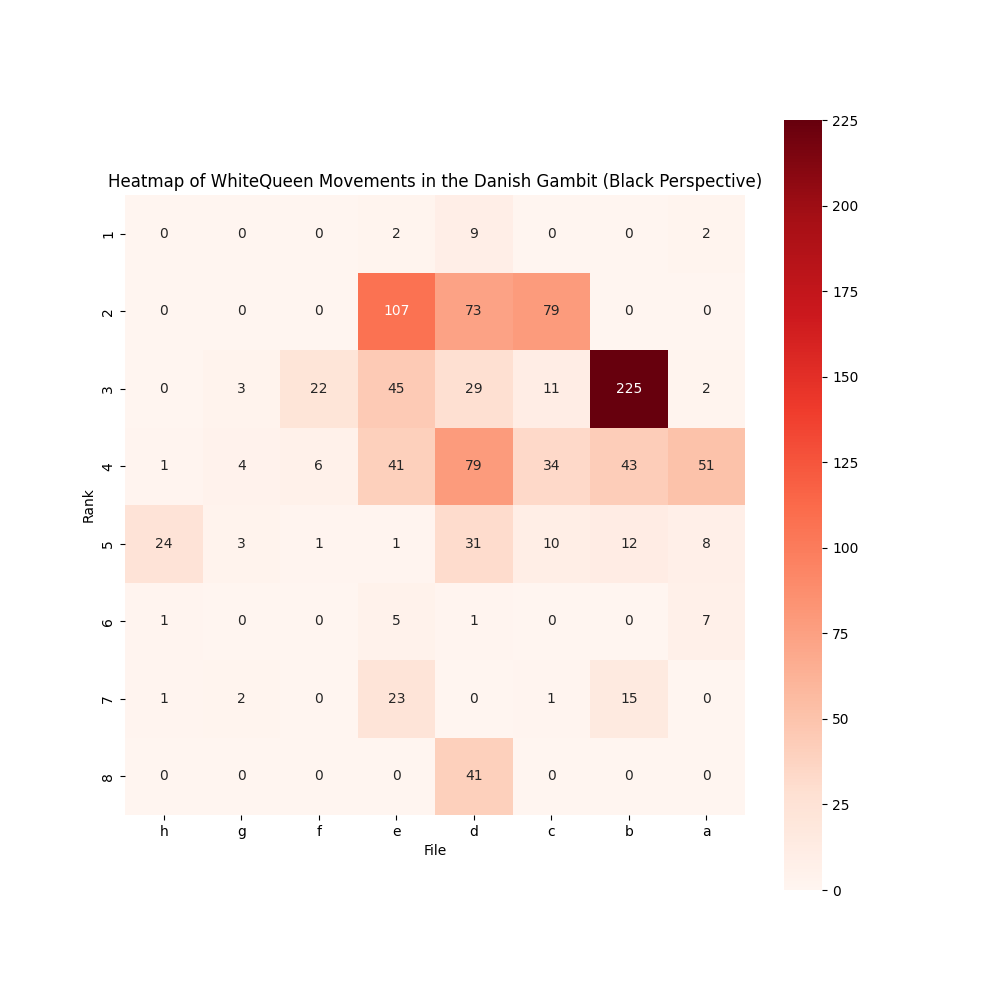 Heatmap of WhiteQueen Movements in the Danish Gambit (Black Perspective)
1 0 0 0 2 9 0 0 2
2 0 0 0 107 73 79 0 0
3 0 3 22 45 29 11 225 2
4 1 4 6 41 79 34 43 51
5 24 3 1 1 31 10 12 8
6 1 0 0 5 1 0 0 7
7 1 2 0 23 0 1 15 0
8 0 0 0 0 41 0 0 0
Rank
h g f e d c b a
File
225
200
175
150
125
100
75
50
25
0